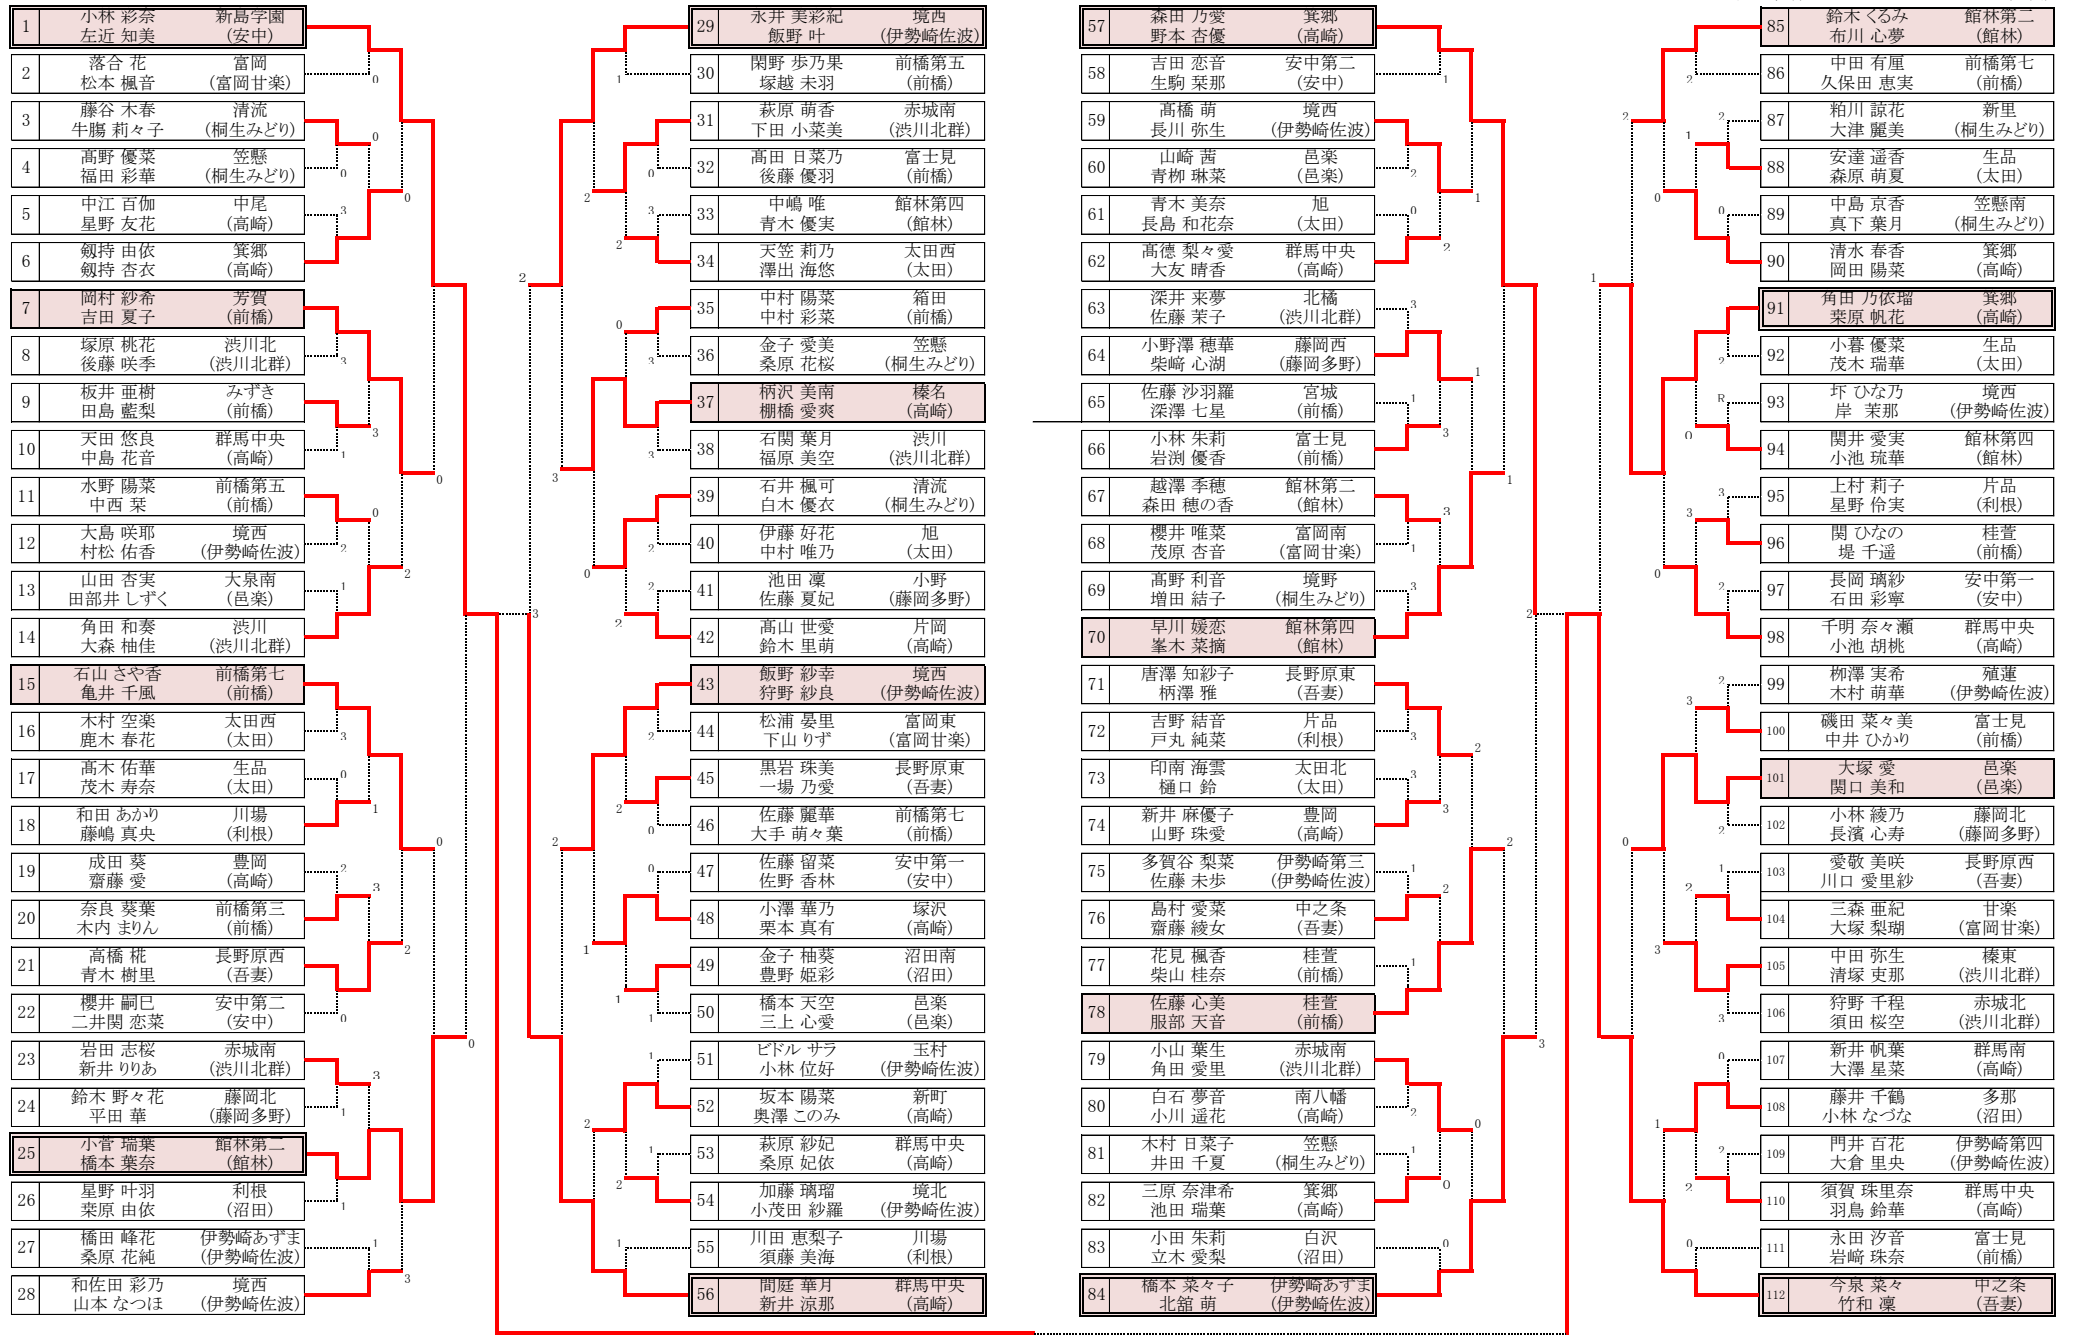 1 小林 彩奈 新島学園
左近 知美 (安中)
2 落合 花 富岡
松本 楓音 (富岡甘楽)
3 藤谷 木春 清流
牛膓 莉々子 (桐生みどり)
4 髙野 優菜 笠懸
福田 彩華 (桐生みどり)
5 中江 百伽 中尾
星野 友花 (高崎)
6 剱持 由依 箕郷
剱持 杏衣 (高崎)
7 岡村 紗希 芳賀
吉田 夏子 (前橋)
8 塚原 桃花 渋川北
後藤 咲季 (渋川北群)
9 板井 亜樹 みずき
田島 藍梨 (前橋)
10 天田 悠良 群馬中央
中島 花音 (高崎)
11 水野 陽菜 前橋第五
中西 栞 (前橋)
12 大島 咲耶 境西
村松 佑香 (伊勢崎佐波)
13 山田 杏実 大泉南
田部井 しずく (邑楽)
14 角田 和奏 渋川
大森 柚佳 (渋川北群)
15 石山 さや香 前橋第七
亀井 千風 (前橋)
16 木村 空楽 太田西
鹿木 春花 (太田)
17 髙木 佑華 生品
茂木 寿奈 (太田)
18 和田 あかり 川場
藤嶋 真央 (利根)
19 成田 葵 豊岡
齋藤 愛 (高崎)
20 奈良 葵葉 前橋第三
木内 まりん (前橋)
21 高橋 椛 長野原西
青木 樹里 (吾妻)
22 櫻井 嗣巳 安中第二
二井関 恋菜 (安中)
23 岩田 志桜 赤城南
新井 りりあ (渋川北群)
24 鈴木 野々花 藤岡北
平田 華 (藤岡多野)
25 小菅 瑞葉 館林第二
橋本 葉奈 (館林)
26 星野 叶羽 利根
栗原 由依 (沼田)
27 橋田 峰花 伊勢崎あずま
桑原 花純 (伊勢崎佐波)
28 和佐田 彩乃 境西
山本 なつほ (伊勢崎佐波)
29 永井 美彩紀 境西
飯野 叶 (伊勢崎佐波)
30 関野 歩乃果 前橋第五
塚越 未羽 (前橋)
31 萩原 萌香 赤城南
下田 小菜美 (渋川北群)
32 髙田 日菜乃 富士見
後藤 優羽 (前橋)
33 中嶋 唯 館林第四
青木 優実 (館林)
34 天笠 莉乃 太田西
澤出 海悠 (太田)
35 中村 陽菜 箱田
中村 彩菜 (前橋)
36 金子 愛美 笠懸
桑原 花桜 (桐生みどり)
37 柄沢 美南 榛名
棚橋 愛爽 (高崎)
38 石関 葉月 渋川
福原 美空 (渋川北群)
39 石井 楓可 清流
白木 優衣 (桐生みどり)
40 伊藤 好花 旭
中村 唯乃 (太田)
41 池田 凜 小野
佐藤 夏妃 (藤岡多野)
42 髙山 世愛 片岡
鈴木 里萌 (高崎)
43 飯野 紗幸 境西
狩野 紗良 (伊勢崎佐波)
44 松浦 晏里 富岡東
下山 りず (富岡甘楽)
45 黒岩 珠美 長野原東
一場 乃愛 (吾妻)
46 佐藤 麗華 前橋第七
大手 萌々葉 (前橋)
47 佐藤 留菜 安中第一
佐野 香林 (安中)
48 小澤 華乃 塚沢
栗本 真有 (高崎)
49 金子 柚葵 沼田南
豊野 姫彩 (沼田)
50 橋本 天空 邑楽
三上 心愛 (邑楽)
51 ビドル サラ 玉村
小林 位好 (伊勢崎佐波)
52 坂本 陽菜 新町
奥澤 このみ (高崎)
53 萩原 紗妃 群馬中央
桑原 妃依 (高崎)
54 加藤 璃瑠 境北
小茂田 紗羅 (伊勢崎佐波)
55 川田 恵梨子 川場
須藤 美海 (利根)
56 間庭 華月 群馬中央
新井 涼那 (高崎)
57 森田 乃愛 箕郷
野本 杏優 (高崎)
58 吉田 恋音 安中第二
生駒 栞那 (安中)
59 髙橋 萌 境西
長川 弥生 (伊勢崎佐波)
60 山崎 茜 邑楽
青栁 琳菜 (邑楽)
61 青木 美奈 旭
長島 和花奈 (太田)
62 髙德 梨々愛 群馬中央
大友 晴香 (高崎)
63 深井 来夢 北橘
佐藤 茉子 (渋川北群)
64 小野澤 穂華 藤岡西
柴﨑 心湖 (藤岡多野)
65 佐藤 沙羽羅 宮城
深澤 七星 (前橋)
66 小林 朱莉 富士見
岩渕 優香 (前橋)
67 越澤 季穂 館林第二
森田 穂の香 (館林)
68 櫻井 唯菜 富岡南
茂原 杏音 (富岡甘楽)
69 髙野 利音 境野
増田 結子 (桐生みどり)
70 早川 媛恋 館林第四
峯木 菜摘 (館林)
71 唐澤 知紗子 長野原東
柄澤 雅 (吾妻)
72 吉野 結音 片品
戸丸 純菜 (利根)
73 印南 海雲 太田北
樋口 鈴 (太田)
74 新井 麻優子 豊岡
山野 珠愛 (高崎)
75 多賀谷 梨菜 伊勢崎第三
佐藤 未歩 (伊勢崎佐波)
76 島村 愛菜 中之条
齋藤 綾女 (吾妻)
77 花見 楓香 桂萱
柴山 桂奈 (前橋)
78 佐藤 心美 桂萱
服部 天音 (前橋)
79 小山 葉生 赤城南
角田 愛里 (渋川北群)
80 白石 夢音 南八幡
小川 遥花 (高崎)
81 木村 日菜子 笠懸
井田 千夏 (桐生みどり)
82 三原 奈津希 箕郷
池田 瑞葉 (高崎)
83 小田 朱莉 白沢
立木 愛梨 (沼田)
84 橋本 菜々子 伊勢崎あずま
北舘 萌 (伊勢崎佐波)
85 鈴木 くるみ 館林第二
布川 心夢 (館林)
86 中田 有厘 前橋第七
久保田 恵実 (前橋)
87 粕川 諒花 新里
大津 麗美 (桐生みどり)
88 安達 遥香 生品
森原 萌夏 (太田)
89 中島 京香 笠懸南
真下 葉月 (桐生みどり)
90 清水 春香 箕郷
岡田 陽菜 (高崎)
91 角田 乃依瑠 箕郷
栗原 帆花 (高崎)
92 小暮 優菜 生品
茂木 瑞華 (太田)
93 圷 ひな乃 境西
岸 茉那 (伊勢崎佐波)
94 関井 愛実 館林第四
小池 琉華 (館林)
95 上村 莉子 片品
星野 伶実 (利根)
96 関 ひなの 桂萱
堤 千遥 (前橋)
97 長岡 璃紗 安中第一
石田 彩寧 (安中)
98 千明 奈々瀬 群馬中央
小池 胡桃 (高崎)
99 栁澤 実希 殖蓮
木村 萌華 (伊勢崎佐波)
100 磯田 菜々美 富士見
中井 ひかり (前橋)
101 大塚 愛 邑楽
関口 美和 (邑楽)
102 小林 綾乃 藤岡北
長濱 心寿 (藤岡多野)
103 愛敬 美咲 長野原西
川口 愛里紗 (吾妻)
104 三森 亜紀 甘楽
大塚 梨瑚 (富岡甘楽)
105 中田 弥生 榛東
清塚 吏那 (渋川北群)
106 狩野 千程 赤城北
須田 桜空 (渋川北群)
107 新井 帆葉 群馬南
大澤 星菜 (高崎)
108 藤井 千鶴 多那
小林 なづな (沼田)
109 門井 百花 伊勢崎第四
大倉 里央 (伊勢崎佐波)
110 須賀 珠里奈 群馬中央
羽鳥 鈴華 (高崎)
111 永田 汐音 富士見
岩﨑 珠奈 (前橋)
112 今泉 菜々 中之条
竹和 凜 (吾妻)